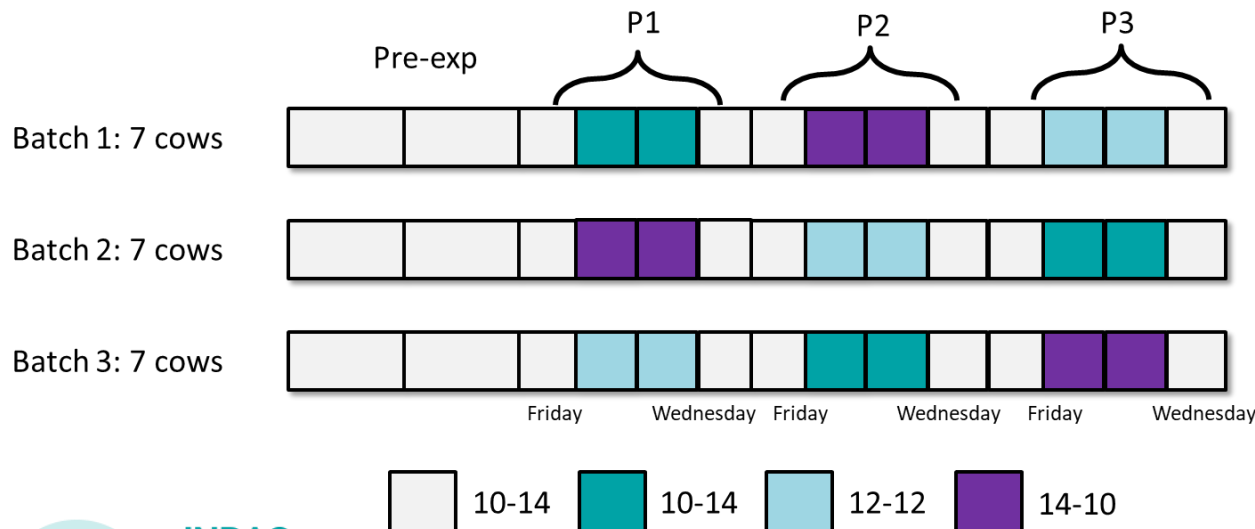 P1 P2 P3
Pre-exp
Batch 1: 7 cows
Batch 2: 7 cows
Batch 3: 7 cows
Friday Wednesday Friday Wednesday Friday Wednesday
10-14 10-14 12-12 14-10